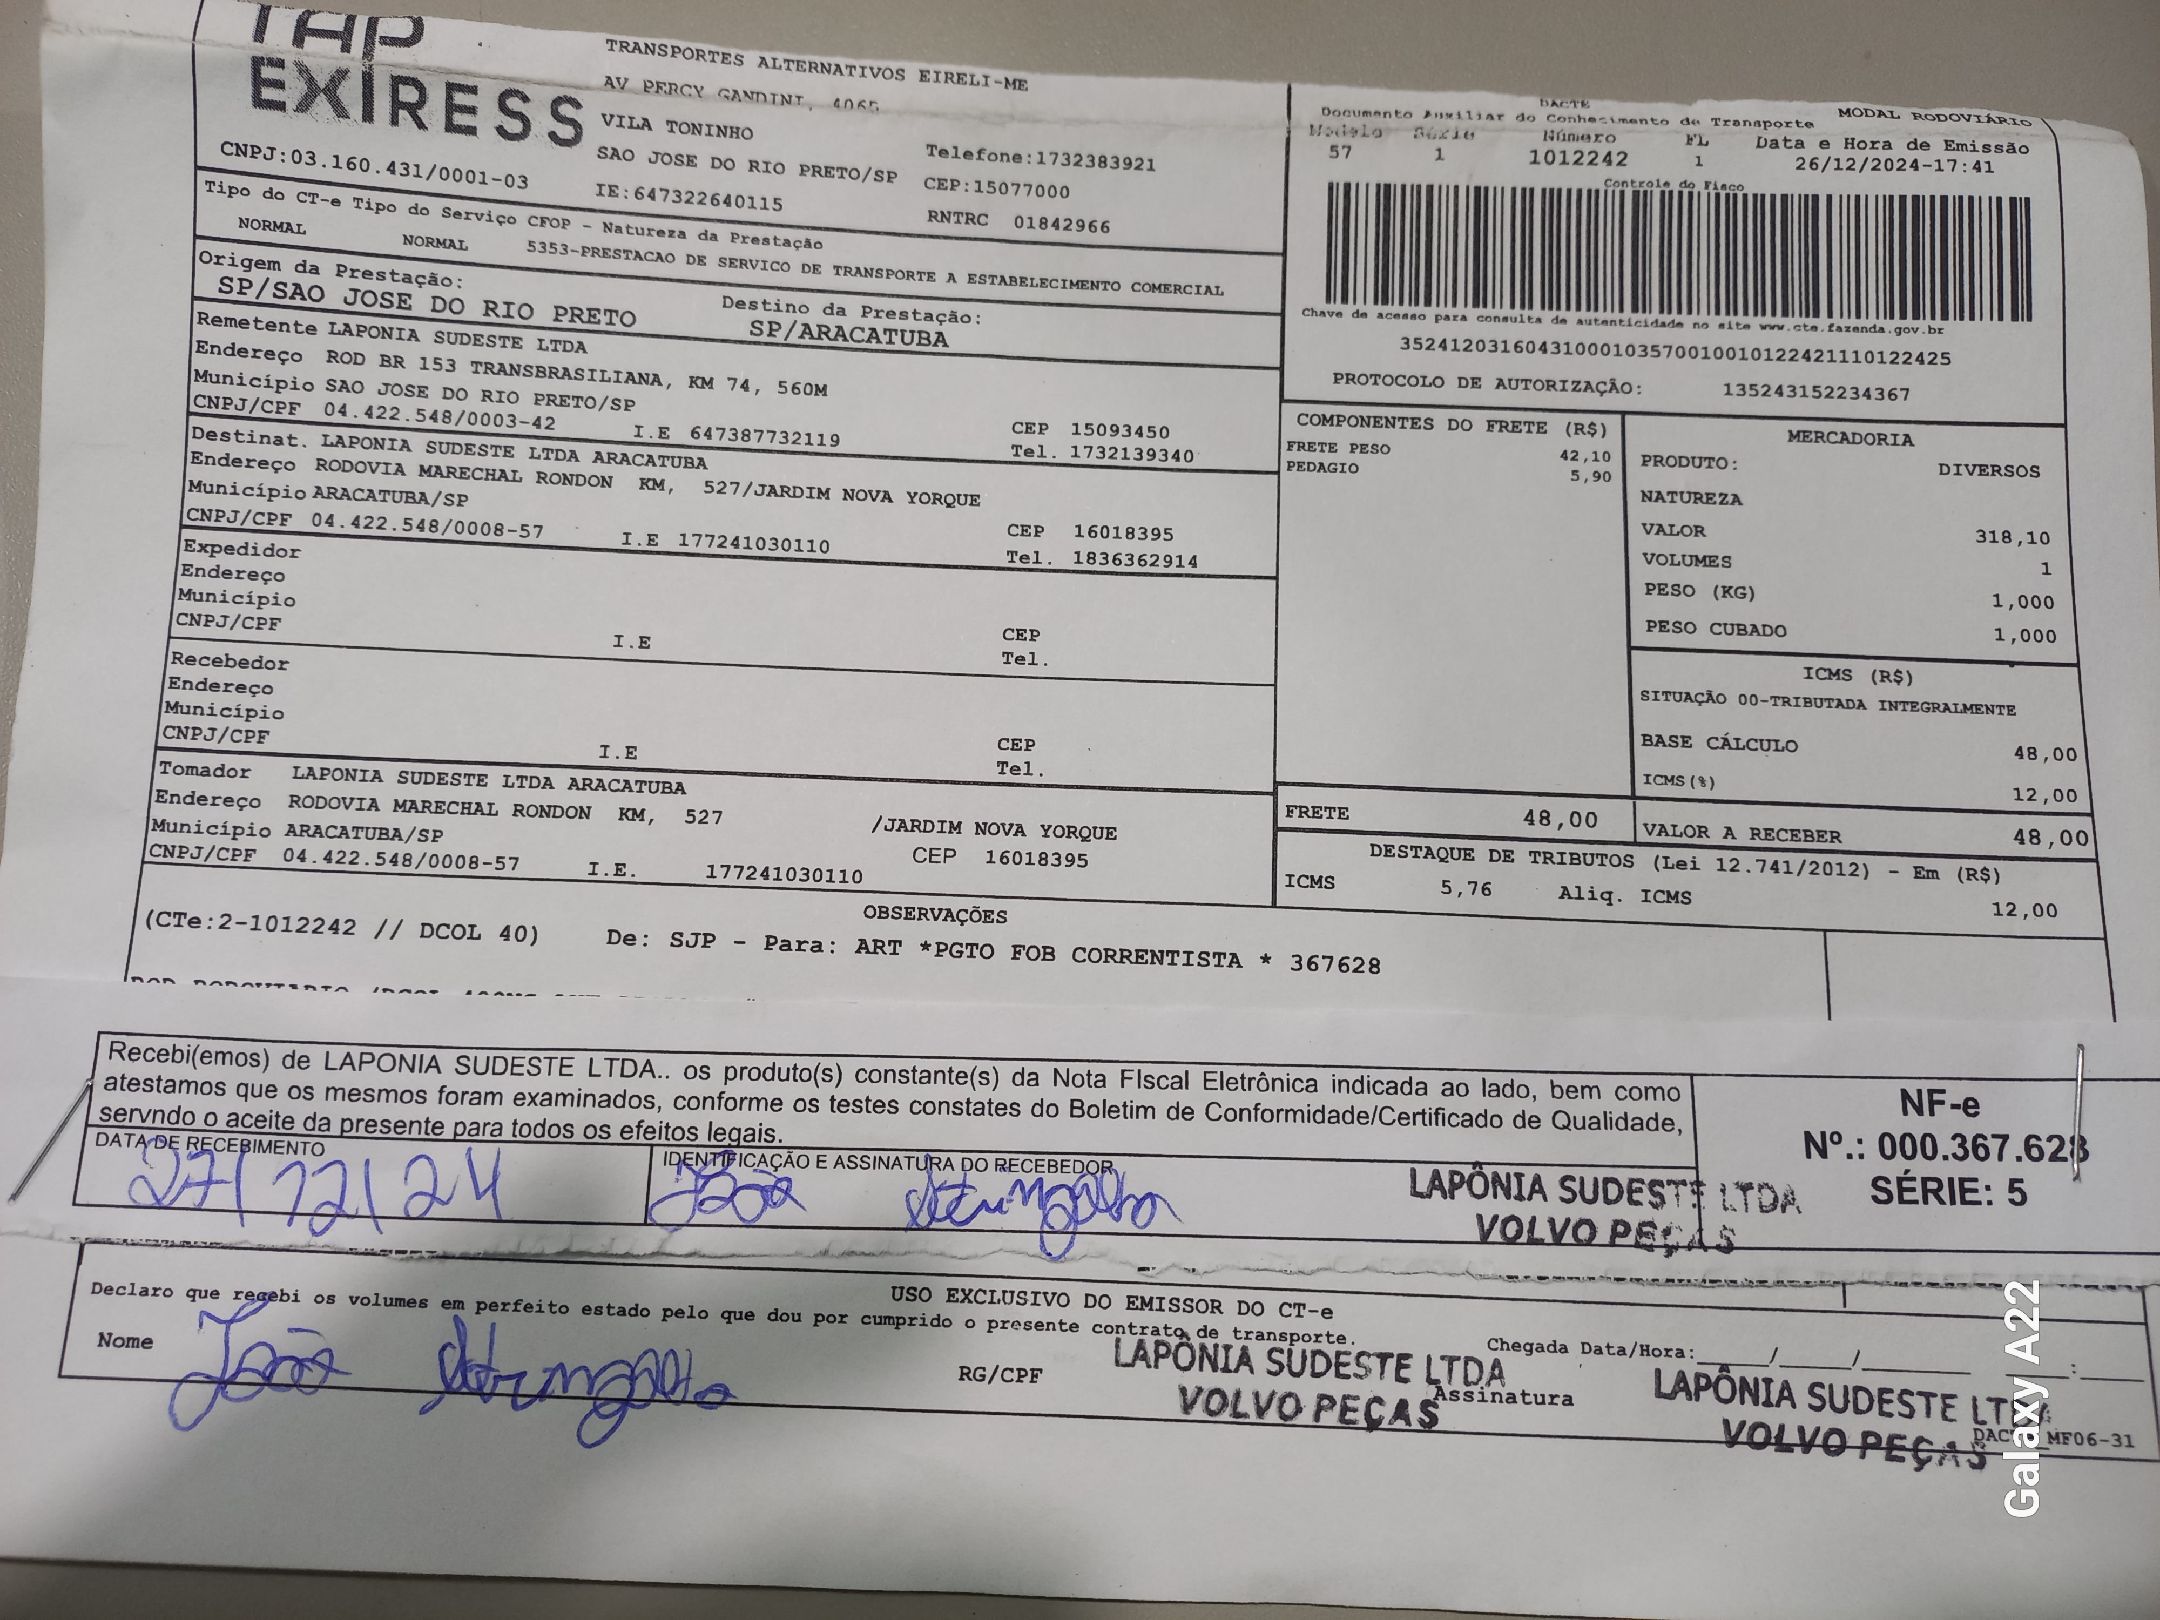 TAP
EXIRESS
TRANSPORTES ALTERNATIVOS EIRELI-ME
AV PERCY GANDINI, 4065
VILA TONINHO
SAO JOSE DO RIO PRETO/SP
CNPJ:03.160.431/0001-03
IE:647322640115
Telefone:1732383921
CEP:15077000
RNTRC 01842966
Tipo do CT-e Tipo do Serviço CFOP - Natureza da Prestação
NORMAL NORMAL 5353-PRESTACAO DE SERVICO DE TRANSPORTE A ESTABELECIMENTO COMERCIAL
Origem da Prestação:
SP/SAO JOSE DO RIO PRETO
Destino da Prestação:
SP/ARACATUBA
Remetente LAPONIA SUDESTE LTDA
Endereço ROD BR 153 TRANSBRASILIANA, KM 74, 560M
Município SAO JOSE DO RIO PRETO/SP
CEP 15093450
CNPJ/CPF 04.422.548/0003-42 I.E 647387732119 Tel. 1732139340
Destinat. LAPONIA SUDESTE LTDA ARACATUBA
Endereço RODOVIA MARECHAL RONDON KM, 527/JARDIM NOVA YORQUE
Município ARACATUBA/SP
CEP 16018395
CNPJ/CPF 04.422.548/0008-57 I.E 177241030110 Tel. 1836362914
Expedidor
Endereço
Município
CEP
CNPJ/CPF I.E Tel.
Recebedor
Endereço
Município
CEP
CNPJ/CPF I.E Tel.
Tomador LAPONIA SUDESTE LTDA ARACATUBA
Endereço RODOVIA MARECHAL RONDON KM, 527 /JARDIM NOVA YORQUE
Município ARACATUBA/SP
CEP 16018395
CNPJ/CPF 04.422.548/0008-57 I.E. 177241030110
DACTE
MODAL RODOVIÁRIO
Documento Auxiliar do Conhecimento de Transporte
Modelo Série Número FL Data e Hora de Emissão
57 1 1012242 1 26/12/2024-17:41
Controle do Fisco
Chave de acesso para consulta de autenticidade no site www.cte.fazenda.gov.br
35241203160431000103570010010122421110122425
PROTOCOLO DE AUTORIZAÇÃO: 135243152234367
COMPONENTES DO FRETE (R$)
FRETE PESO 42,10
PEDAGIO 5,90
MERCADORIA
PRODUTO: DIVERSOS
NATUREZA
VALOR 318,10
VOLUMES 1
PESO (KG) 1,000
PESO CUBADO 1,000
ICMS (R$)
SITUAÇÃO 00-TRIBUTADA INTEGRALMENTE
BASE CÁLCULO 48,00
ICMS(%) 12,00
FRETE 48,00
VALOR A RECEBER 48,00
DESTAQUE DE TRIBUTOS (Lei 12.741/2012) - Em (R$)
ICMS 5,76 Aliq. ICMS 12,00
OBSERVAÇÕES
(CTe:2-1012242 // DCOL 40) De: SJP - Para: ART *PGTO FOB CORRENTISTA * 367628
Recebi(emos) de LAPONIA SUDESTE LTDA.. os produto(s) constante(s) da Nota FIscal Eletrônica indicada ao lado, bem como
atestamos que os mesmos foram examinados, conforme os testes constates do Boletim de Conformidade/Certificado de Qualidade,
servndo o aceite da presente para todos os efeitos legais.
DATA DE RECEBIMENTO
27/12/24
IDENTIFICAÇÃO E ASSINATURA DO RECEBEDOR
João
LAPÔNIA SUDESTE LTDA
VOLVO PEÇAS
NF-e
Nº.: 000.367.628
SÉRIE: 5
USO EXCLUSIVO DO EMISSOR DO CT-e
Declaro que recebi os volumes em perfeito estado pelo que dou por cumprido o presente contrato de transporte.
Chegada Data/Hora:____/____/________:____
Nome João
RG/CPF
LAPÔNIA SUDESTE LTDA
VOLVO PEÇAS
Assinatura
LAPÔNIA SUDESTE LTDA
VOLVO PEÇAS
MF06-31
Galaxy A22